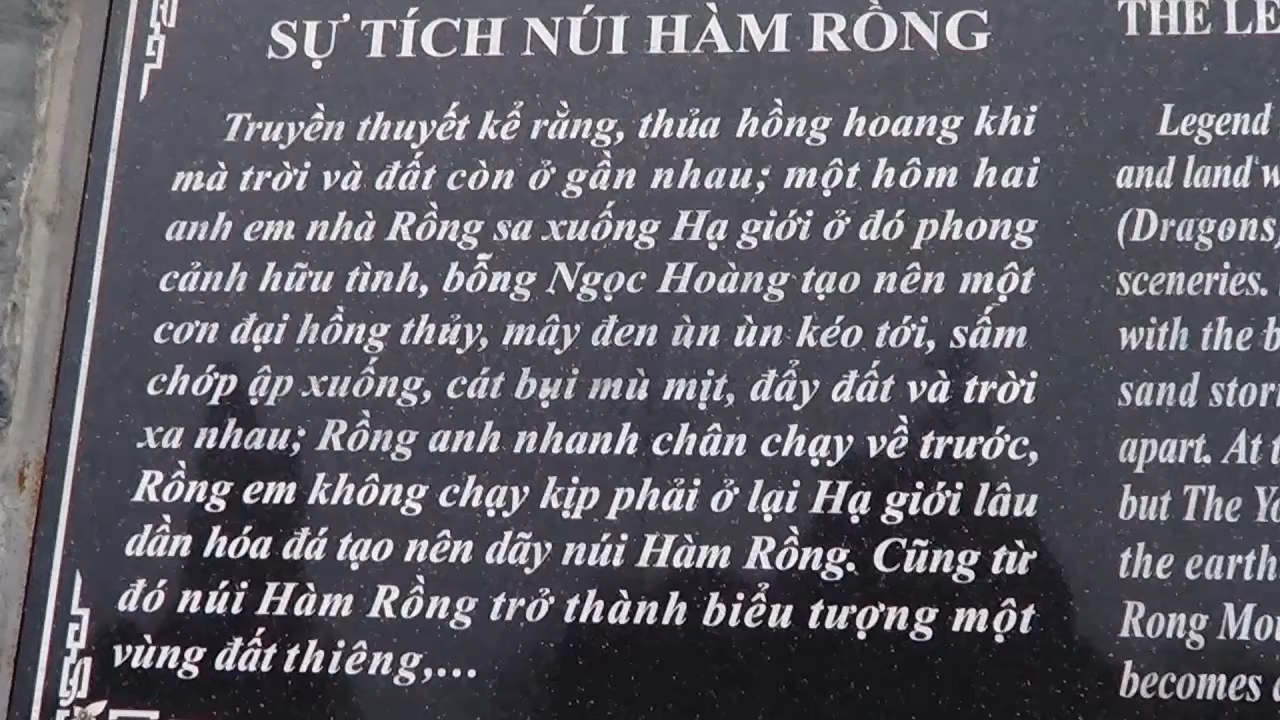 SỰ TÍCH NÚI HÀM RỒNG
Truyền thuyết kể rằng, thủa hồng hoang khi
mà trời và đất còn ở gần nhau; một hôm hai
anh em nhà Rồng sa xuống Hạ giới ở đó phong
cảnh hữu tình, bỗng Ngọc Hoàng tạo nên một
cơn đại hồng thủy, mây đen ùn ùn kéo tới, sấm
chớp ập xuống, cát bụi mù mịt, đẩy đất và trời
xa nhau; Rồng anh nhanh chân chạy về trước,
Rồng em không chạy kịp phải ở lại Hạ giới lâu
dần hóa đá tạo nên dãy núi Hàm Rồng. Cũng từ
đó núi Hàm Rồng trở thành biểu tượng một
vùng đất thiêng,...
THE LE
Legend
and land w
(Dragons,
sceneries.
with the b
sand stor
apart. At t
but The Yo
the earth
Rong Mou
becomes a